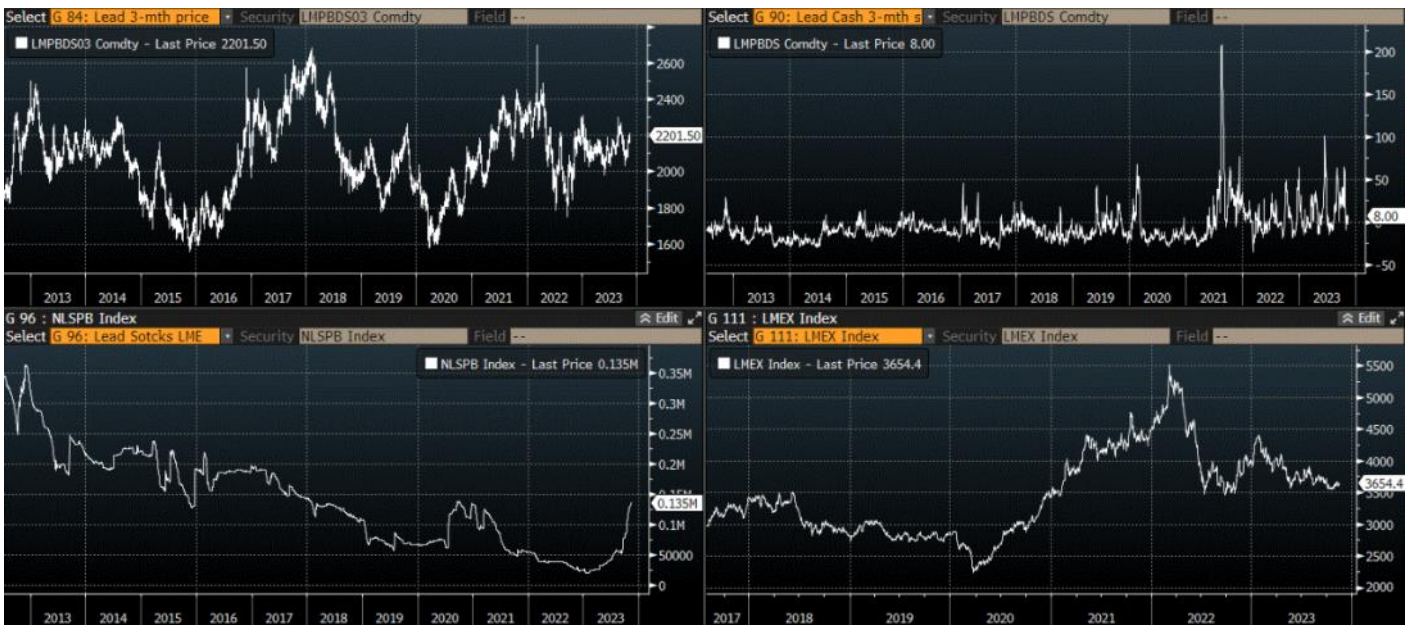 Select G 84: Lead 3-mth price Security LMPBDS03 Comdty Field --
LMPBDS03 Comdty - Last Price 2201.50
2600
2400
2201.50
2000
1800
1600
2013 2014 2015 2016 2017 2018 2019 2020 2021 2022 2023
Select G 90: Lead Cash 3-mth s Security LMPBDS Comdty Field --
LMPBDS Comdty - Last Price 8.00
200
150
100
50
8.00
-50
2013 2014 2015 2016 2017 2018 2019 2020 2021 2022 2023
G 96 : NLSPB Index Edit
Select G 96: Lead Sotcks LME Security NLSPB Index Field --
NLSPB Index - Last Price 0.135M
0.35M
0.3M
0.25M
0.2M
0.15M
0.135M
0.1M
50000
0
2013 2014 2015 2016 2017 2018 2019 2020 2021 2022 2023
G 111 : LMEX Index Edit
Select G 111: LMEX Index Security LMEX Index Field --
LMEX Index - Last Price 3654.4
5500
5000
4500
4000
3654.4
3500
3000
2500
2000
2017 2018 2019 2020 2021 2022 2023